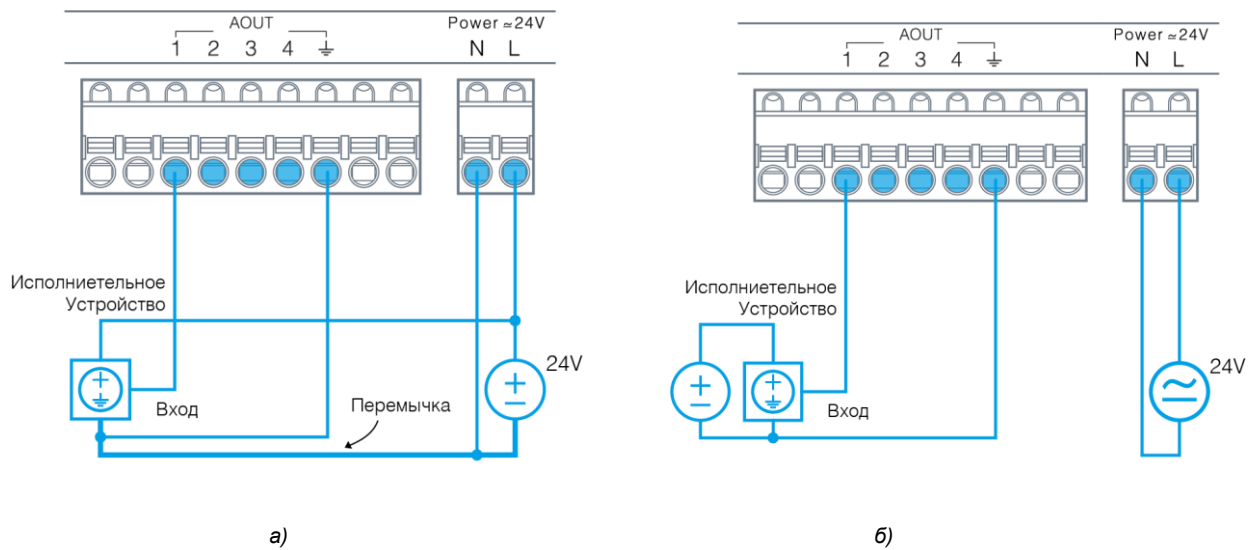 AOUT
1 2 3 4
Power ≃24V
N L
Исполниетельное
Устройство
24V
Вход
Перемычка
а)
AOUT
1 2 3 4
Power ≃24V
N L
Исполниетельное
Устройство
24V
Вход
б)